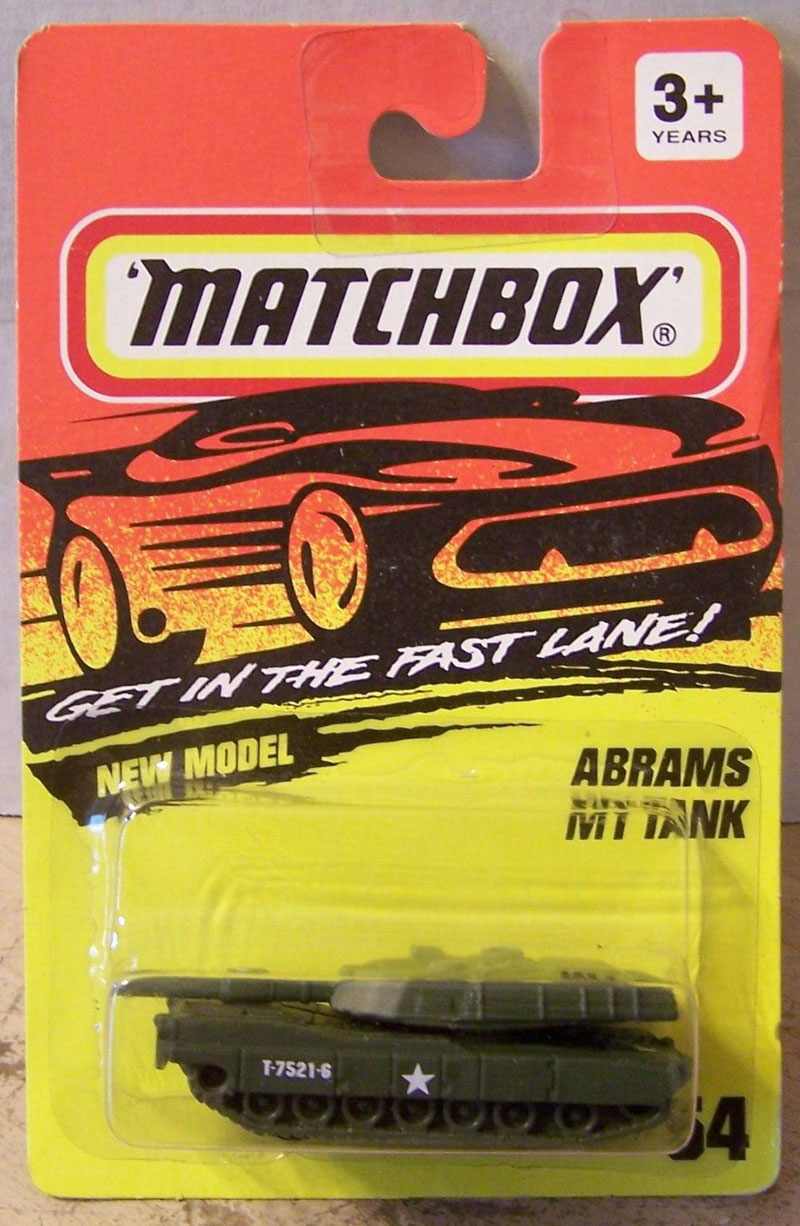 3+
YEARS
'MATCHBOX'®
GET IN THE FAST LANE!
NEW MODEL
ABRAMS
M1 TANK
T-7521-6
54